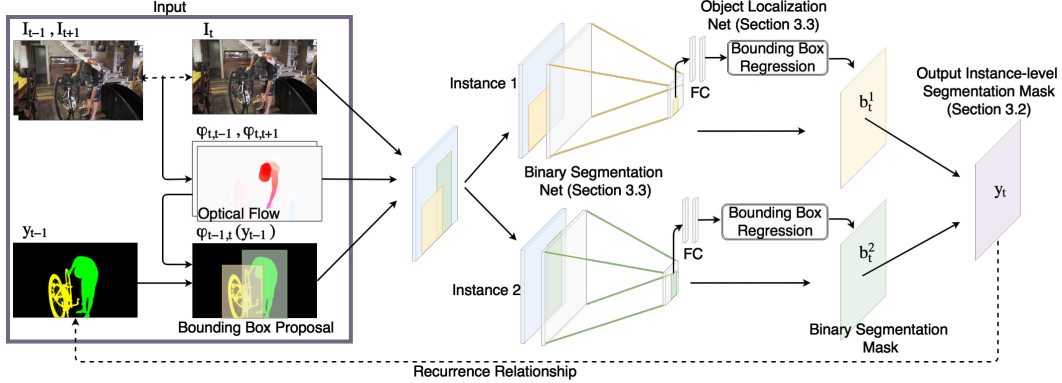 Input
I_{t-1} , I_{t+1}
I_t
φ_{t,t-1} , φ_{t,t+1}
Optical Flow
y_{t-1}
φ_{t-1,t}(y_{t-1})
Bounding Box Proposal
Instance 1
Object Localization
Net (Section 3.3)
FC
Bounding Box
Regression
b_t^1
Binary Segmentation
Net (Section 3.3)
Instance 2
FC
Bounding Box
Regression
b_t^2
Binary Segmentation
Mask
Output Instance-level
Segmentation Mask
(Section 3.2)
y_t
Recurrence Relationship